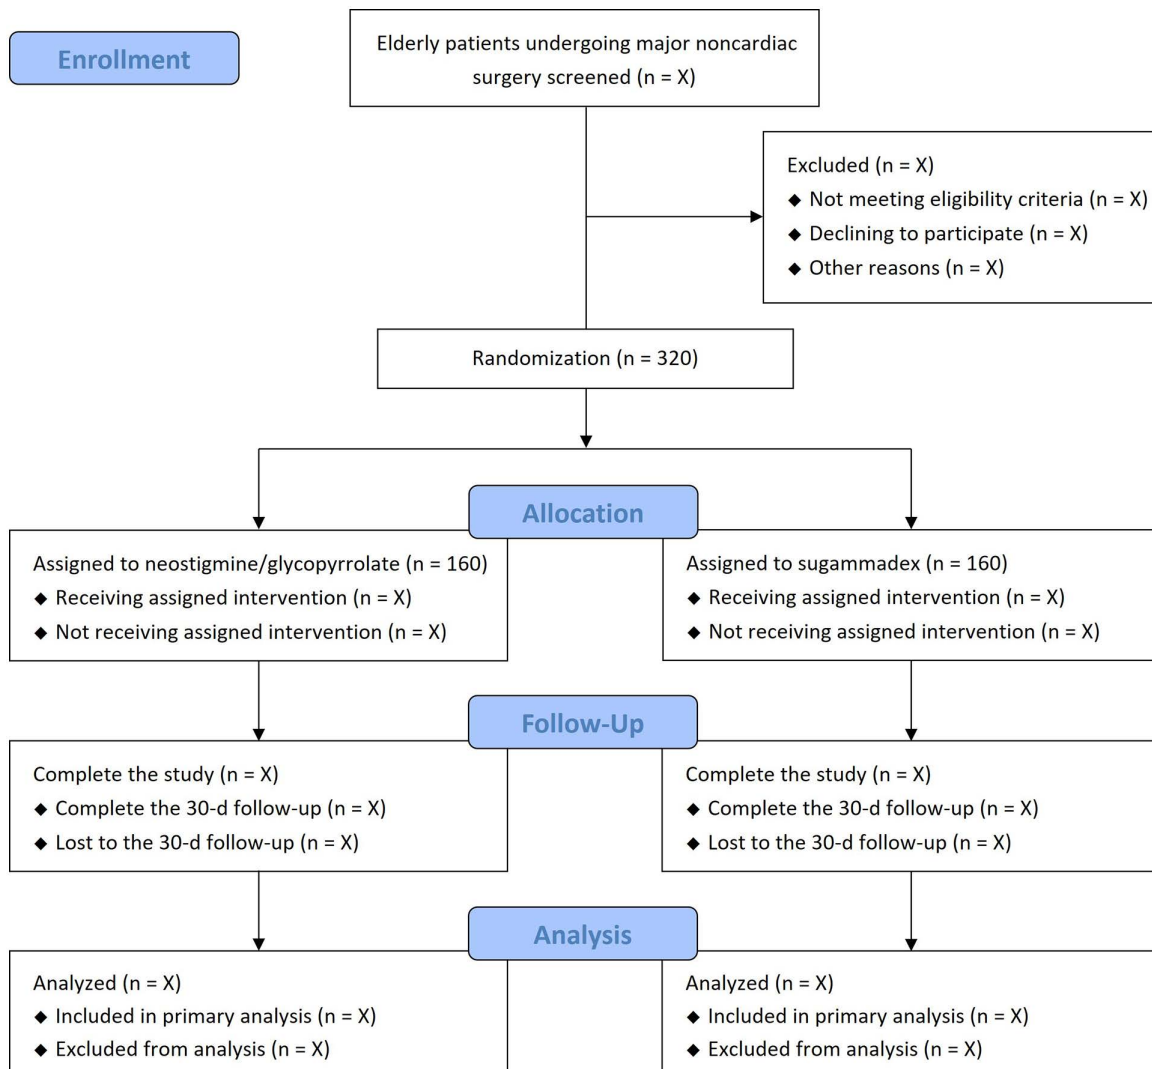 Enrollment
Elderly patients undergoing major noncardiac
surgery screened (n = X)
Excluded (n = X)
◆ Not meeting eligibility criteria (n = X)
◆ Declining to participate (n = X)
◆ Other reasons (n = X)
Randomization (n = 320)
Allocation
Assigned to neostigmine/glycopyrrolate (n = 160)
◆ Receiving assigned intervention (n = X)
◆ Not receiving assigned intervention (n = X)
Assigned to sugammadex (n = 160)
◆ Receiving assigned intervention (n = X)
◆ Not receiving assigned intervention (n = X)
Follow-Up
Complete the study (n = X)
◆ Complete the 30-d follow-up (n = X)
◆ Lost to the 30-d follow-up (n = X)
Complete the study (n = X)
◆ Complete the 30-d follow-up (n = X)
◆ Lost to the 30-d follow-up (n = X)
Analysis
Analyzed (n = X)
◆ Included in primary analysis (n = X)
◆ Excluded from analysis (n = X)
Analyzed (n = X)
◆ Included in primary analysis (n = X)
◆ Excluded from analysis (n = X)